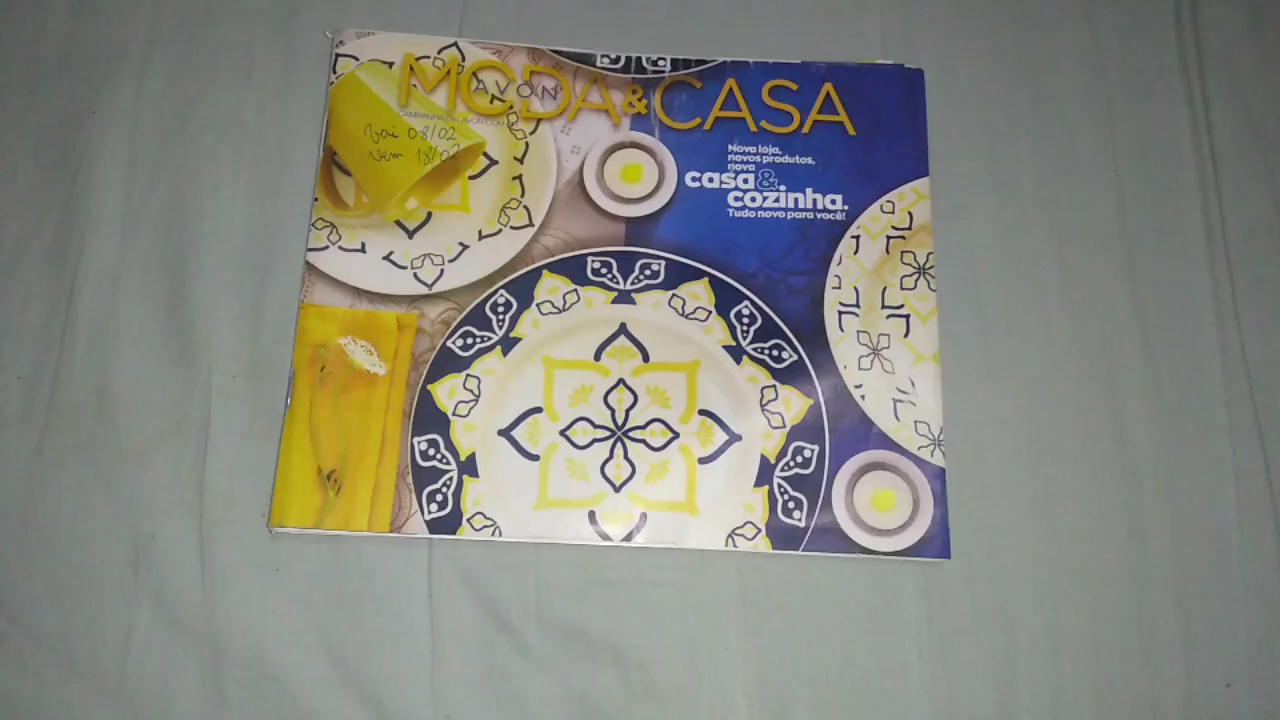 MODA & CASA
AVON
vai 08/02
vem 18/02
Nova loja,
novos produtos,
nova
casa&
cozinha.
Tudo novo para você!